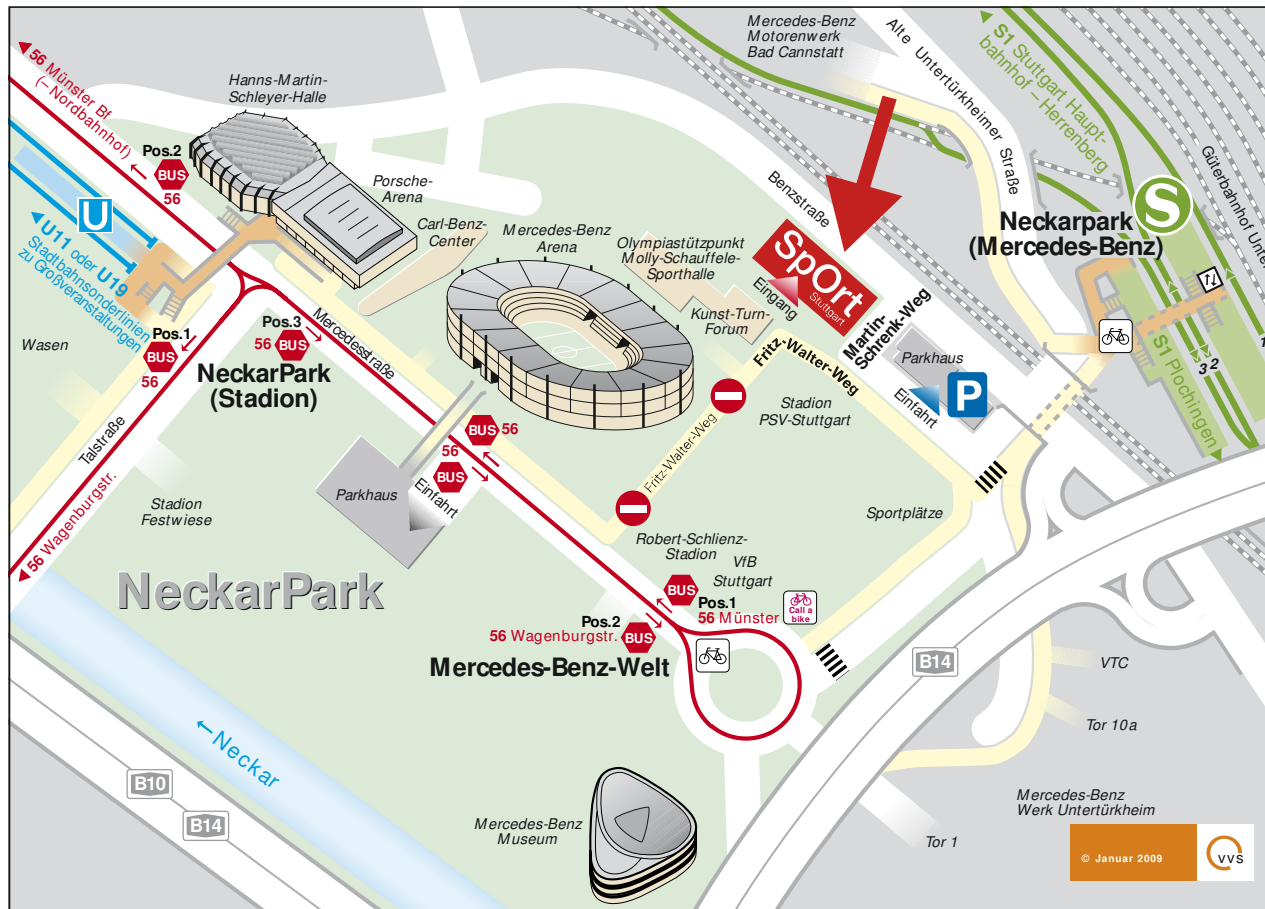 56 Münster Bf
(– Nordbahnhof)
Hanns-Martin-
Schleyer-Halle
Mercedes-Benz
Motorenwerk
Bad Cannstatt
Alte Untertürkheimer Straße
S1 Stuttgart Haupt-
bahnhof – Herrenberg
Güterbahnhof Unter
Pos.2
BUS
56
U
U11 oder U19
Stadtbahnsonderlinien
zu Großveranstaltungen
Porsche-
Arena
Carl-Benz-
Center
Mercedes-Benz
Arena
Olympiastützpunkt
Molly-Schauffele-
Sporthalle
Kunst-Turn-
Forum
Benzstraße
SpOrt
Stuttgart
Eingang
Martin-
Schrenk-Weg
Neckarpark
(Mercedes-Benz)
S
Wasen
Pos.1
BUS
56
Pos.3
56 BUS
Mercedesstraße
NeckarPark
(Stadion)
Talstraße
Fritz-Walter-Weg
Parkhaus
Einfahrt
P
Stadion
PSV-Stuttgart
S1 Plochingen
3
2
1
BUS 56
56
BUS
Fritz-Walter-Weg
Parkhaus
Einfahrt
Stadion
Festwiese
56 Wagenburgstr.
Sportplätze
Robert-Schlienz-
Stadion
VfB
Stuttgart
NeckarPark
BUS
Pos.1
56 Münster
Call a
bike
Pos.2
56 Wagenburgstr.
BUS
Mercedes-Benz-Welt
B14
VTC
Tor 10a
Neckar
B10
B14
Mercedes-Benz
Museum
Mercedes-Benz
Werk Untertürkheim
Tor 1
© Januar 2009
VVS